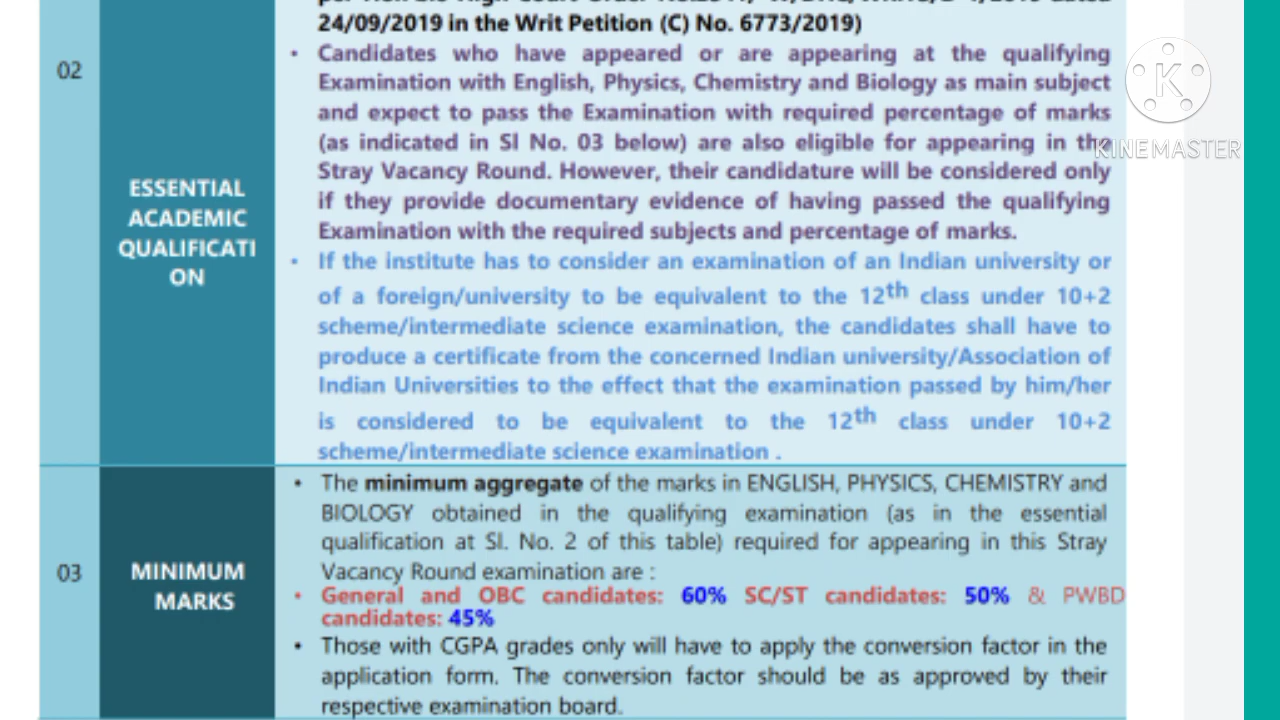 24/09/2019 in the Writ Petition (C) No. 6773/2019)
02
• Candidates who have appeared or are appearing at the qualifying
Examination with English, Physics, Chemistry and Biology as main subject
and expect to pass the Examination with required percentage of marks
(as indicated in Sl No. 03 below) are also eligible for appearing in the
Stray Vacancy Round. However, their candidature will be considered only
if they provide documentary evidence of having passed the qualifying
Examination with the required subjects and percentage of marks.
ESSENTIAL
ACADEMIC
QUALIFICATI
ON
• If the institute has to consider an examination of an Indian university or
of a foreign/university to be equivalent to the 12th class under 10+2
scheme/intermediate science examination, the candidates shall have to
produce a certificate from the concerned Indian university/Association of
Indian Universities to the effect that the examination passed by him/her
is considered to be equivalent to the 12th class under 10+2
scheme/intermediate science examination .
03
MINIMUM
MARKS
• The minimum aggregate of the marks in ENGLISH, PHYSICS, CHEMISTRY and
BIOLOGY obtained in the qualifying examination (as in the essential
qualification at Sl. No. 2 of this table) required for appearing in this Stray
Vacancy Round examination are :
• General and OBC candidates: 60% SC/ST candidates: 50% & PWBD
candidates: 45%
• Those with CGPA grades only will have to apply the conversion factor in the
application form. The conversion factor should be as approved by their
respective examination board.
K
KINEMASTER